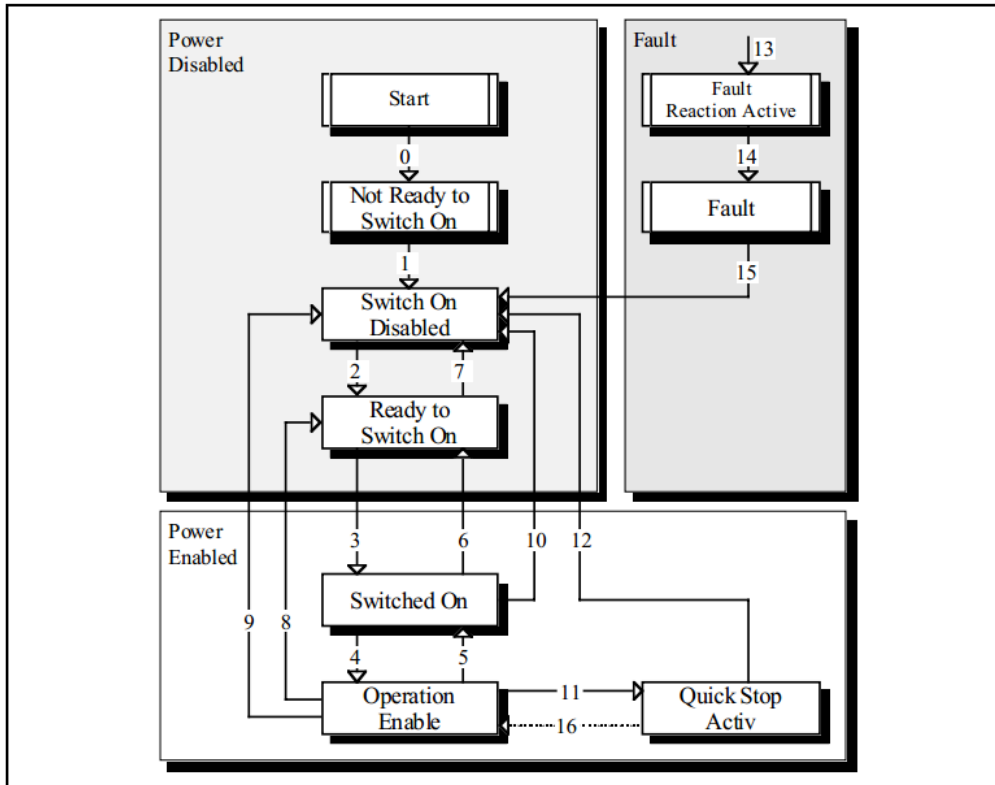 Power
Disabled
Start
0
Not Ready to
Switch On
1
Switch On
Disabled
2
7
Ready to
Switch On
Fault
13
Fault
Reaction Active
14
Fault
15
Power
Enabled
3
6
10
12
Switched On
9
8
4
5
Operation
Enable
11
16
Quick Stop
Activ